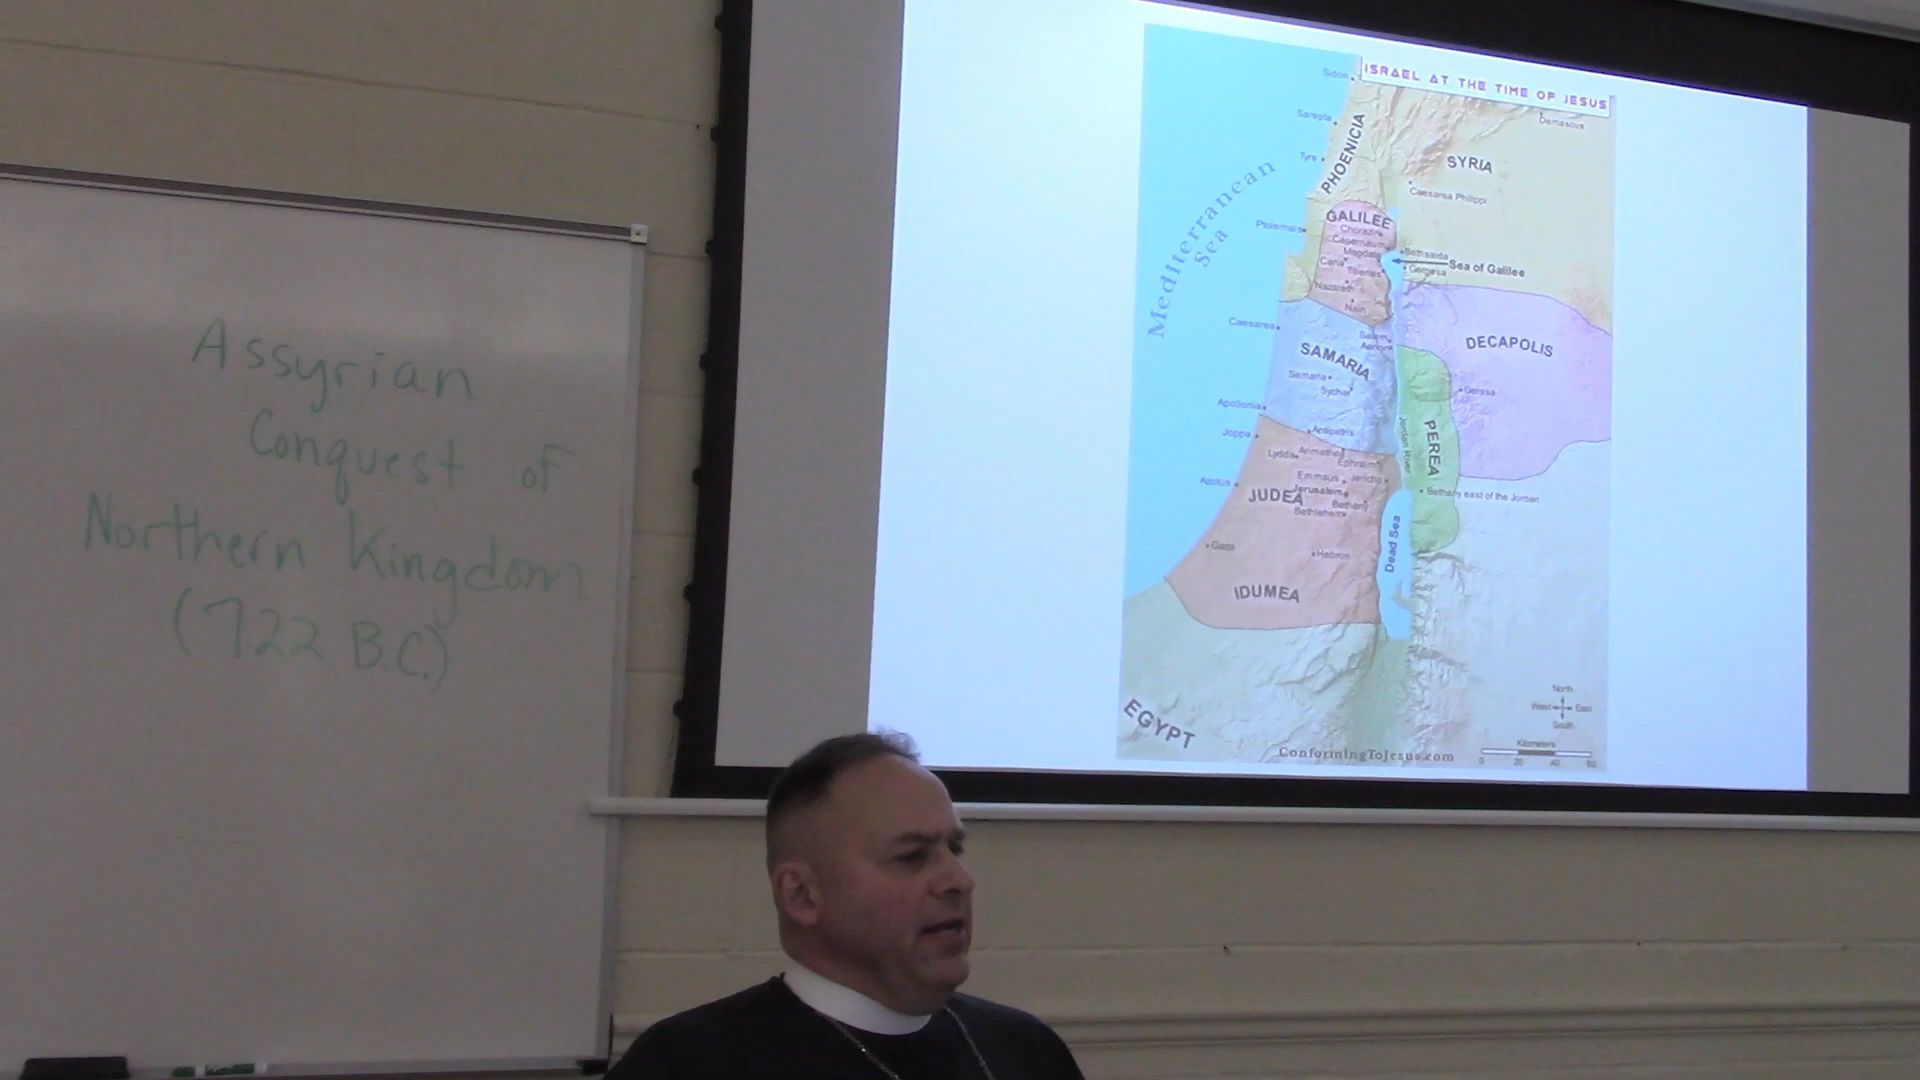 Assyrian
Conquest of
Northern Kingdom
(722 B.C.)
ISRAEL AT THE TIME OF JESUS
Sidon
Damascus
Sarepta
PHOENICIA
Tyre
SYRIA
Caesarea Philippi
Mediterranean
Sea
GALILEE
Ptolemais
Chorazin
Capernaum
Bethsaida
Magdala
Sea of Galilee
Cana
Tiberias
Gergesa
Nazareth
Nain
Caesarea
Salem
Aenon
DECAPOLIS
SAMARIA
Samaria
Sychar
Gerasa
Apollonia
PEREA
Jordan River
Joppa
Antipatris
Lydda
Arimathea
Ephraim
Emmaus
Jericho
Azotus
Jerusalem
JUDEA
Bethany
Bethany east of the Jordan
Bethlehem
Dead Sea
Gaza
Hebron
IDUMEA
EGYPT
North
West East
South
Kilometers
0 20 40 60
ConformingToJesus.com